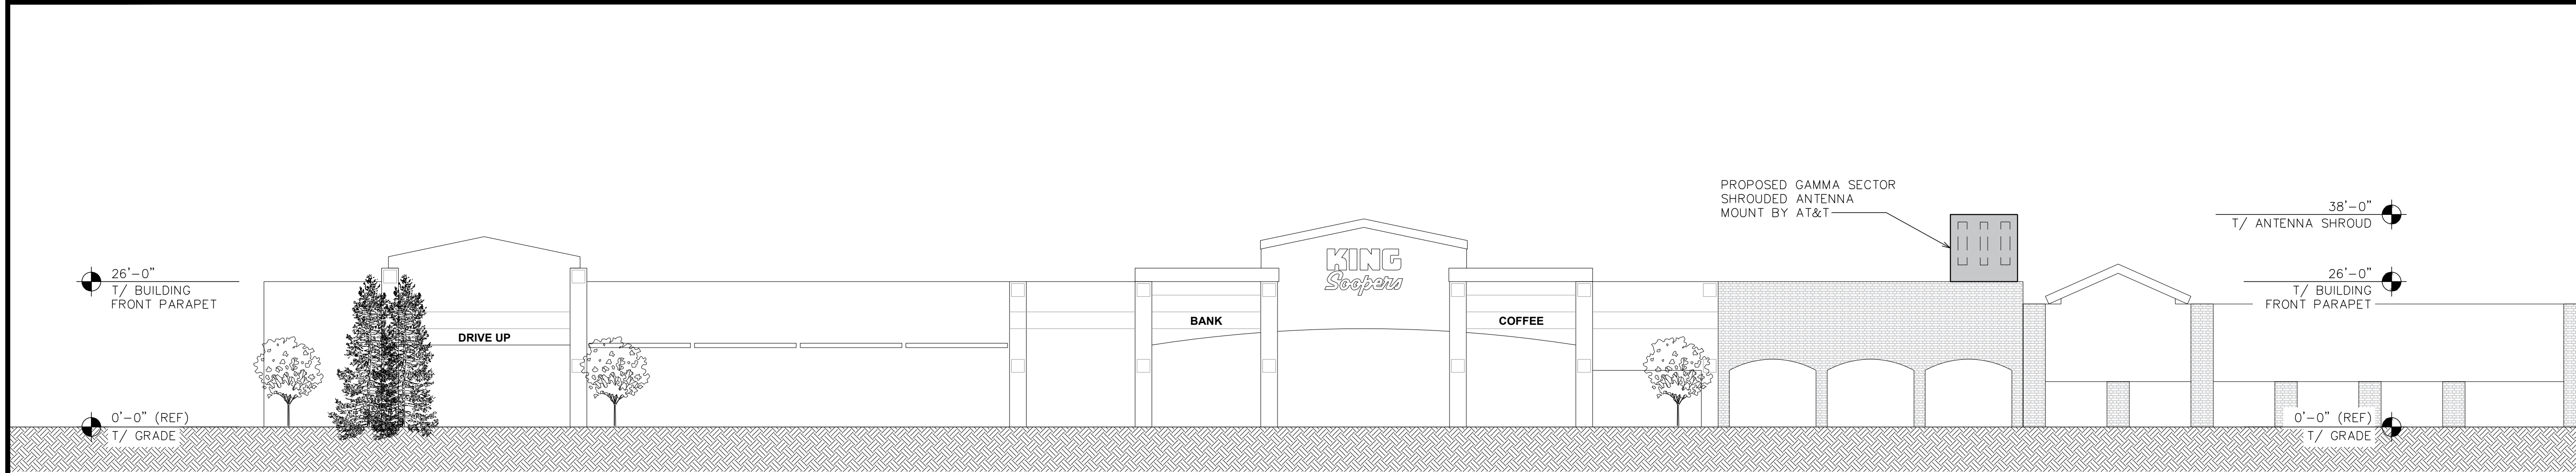 PROPOSED GAMMA SECTOR
SHROUDED ANTENNA
MOUNT BY AT&T
38'-0"
T/ ANTENNA SHROUD
26'-0"
T/ BUILDING
FRONT PARAPET
KING
Soopers
26'-0"
T/ BUILDING
FRONT PARAPET
DRIVE UP
BANK
COFFEE
0'-0" (REF)
T/ GRADE
0'-0" (REF)
T/ GRADE